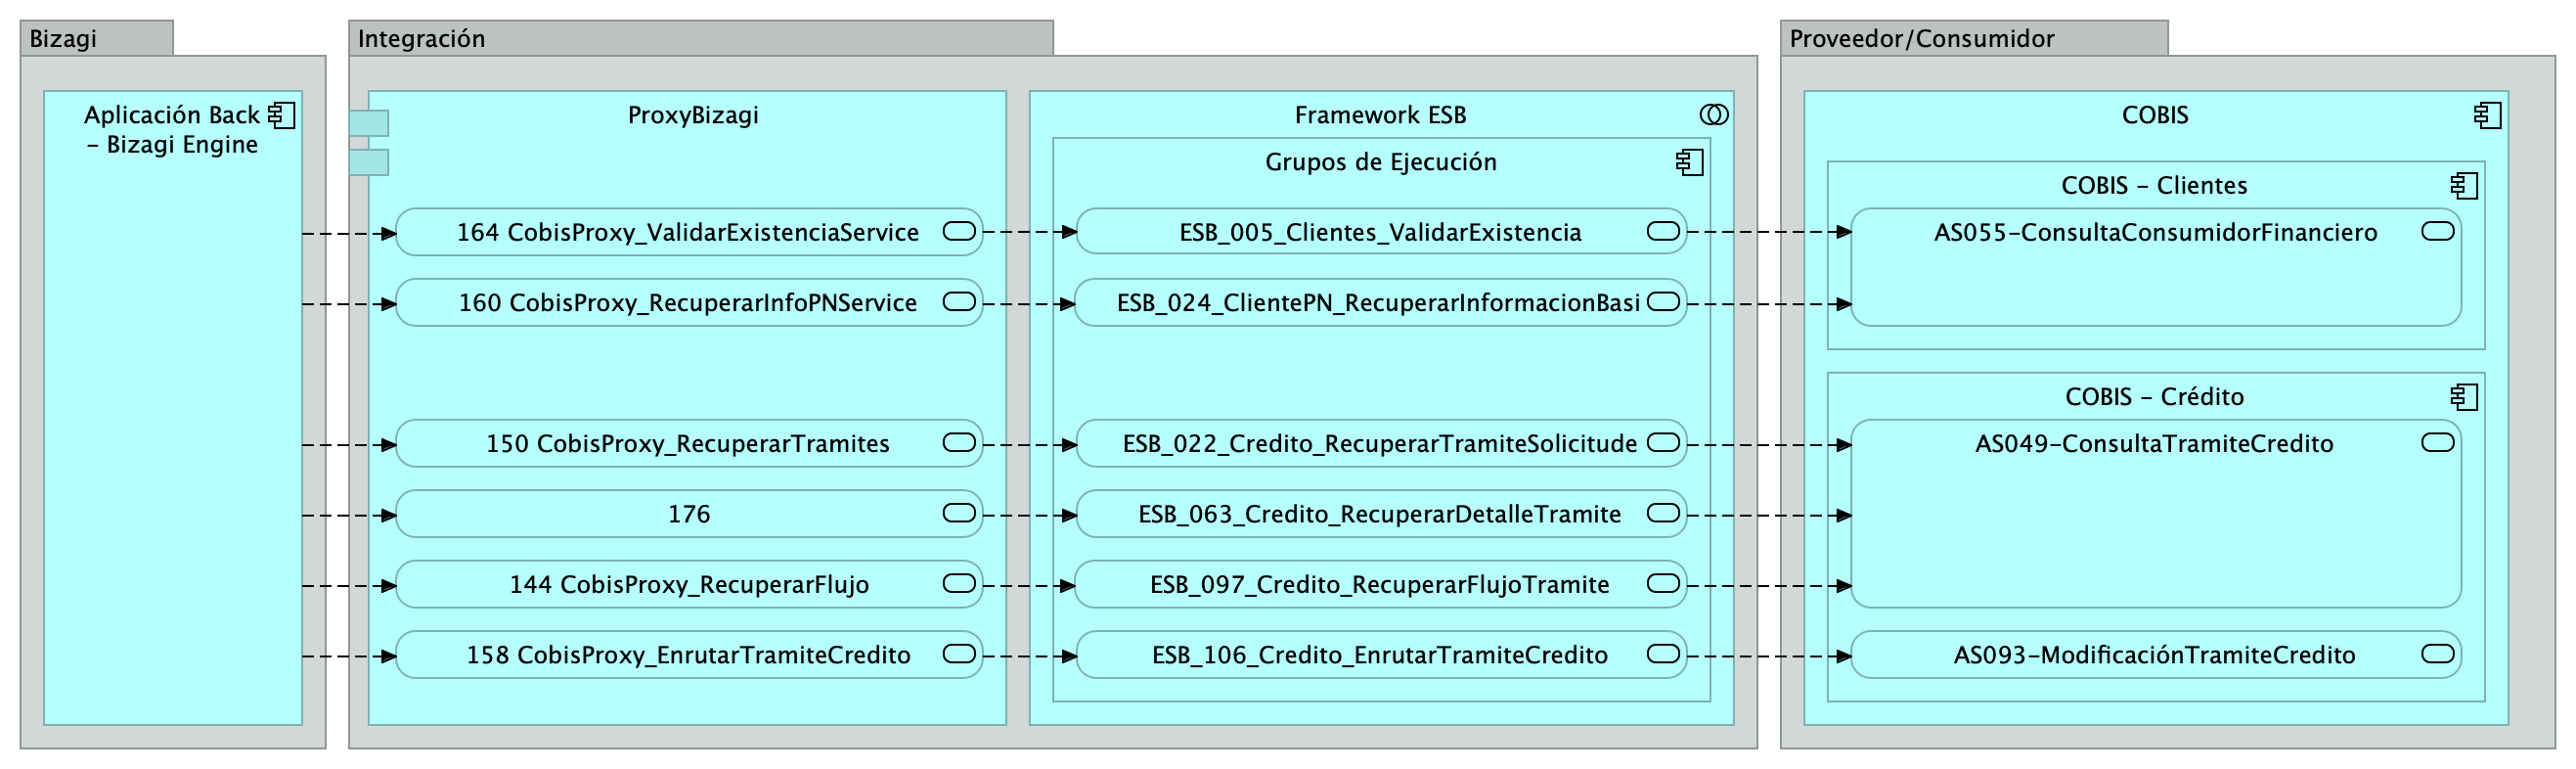 Bizagi
Integración
Proveedor/Consumidor
Aplicación Back
- Bizagi Engine
ProxyBizagi
Framework ESB
COBIS
Grupos de Ejecución
COBIS - Clientes
164 CobisProxy_ValidarExistenciaService
ESB_005_Clientes_ValidarExistencia
AS055-ConsultaConsumidorFinanciero
160 CobisProxy_RecuperarInfoPNService
ESB_024_ClientePN_RecuperarInformacionBasi
COBIS - Crédito
150 CobisProxy_RecuperarTramites
ESB_022_Credito_RecuperarTramiteSolicitude
AS049-ConsultaTramiteCredito
176
ESB_063_Credito_RecuperarDetalleTramite
144 CobisProxy_RecuperarFlujo
ESB_097_Credito_RecuperarFlujoTramite
158 CobisProxy_EnrutarTramiteCredito
ESB_106_Credito_EnrutarTramiteCredito
AS093-ModificaciónTramiteCredito